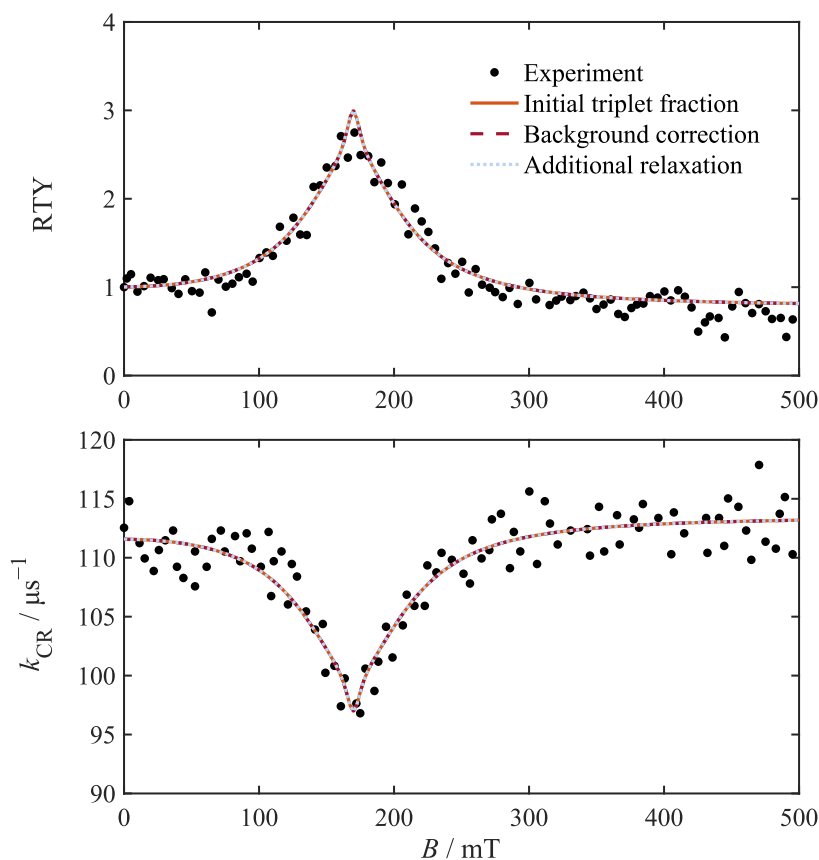 4
3
2
1
0
RTY
Experiment
Initial triplet fraction
Background correction
Additional relaxation
0 100 200 300 400 500
120
115
110
105
100
95
90
k_CR / μs⁻¹
0 100 200 300 400 500
B / mT